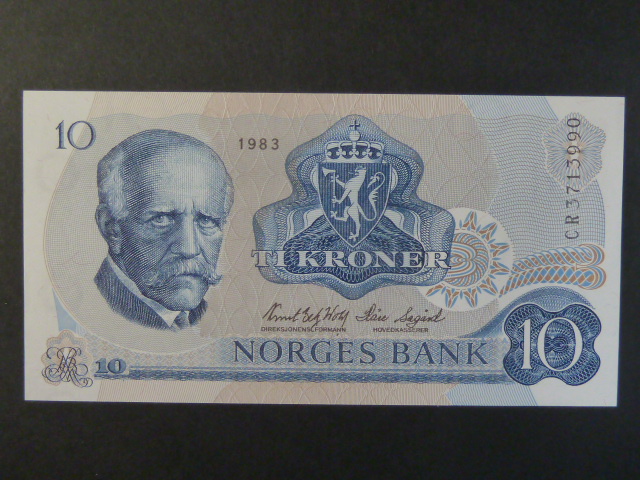 10
1983
CR3713990
TI KRONER
DIREKSJONENS FORMANN
HOVEDKASSERER
NORGES BANK
10
10